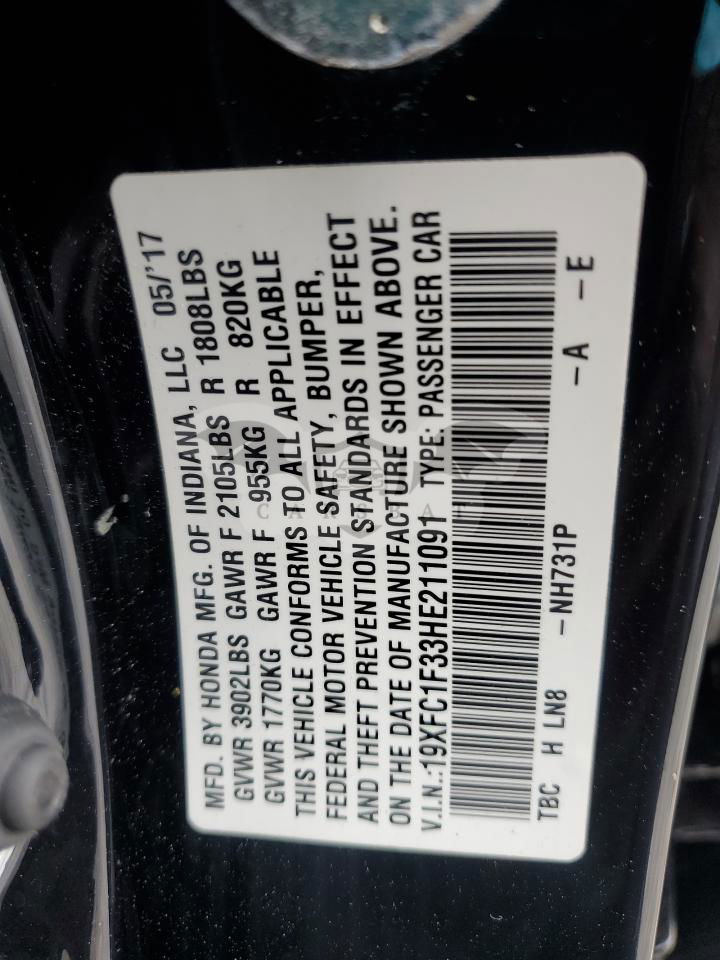 MFD. BY HONDA MFG. OF INDIANA, LLC 05/'17
GVWR 3902LBS GAWR F 2105LBS R 1808LBS
GVWR 1770KG GAWR F 955KG R 820KG
THIS VEHICLE CONFORMS TO ALL APPLICABLE
FEDERAL MOTOR VEHICLE SAFETY, BUMPER,
AND THEFT PREVENTION STANDARDS IN EFFECT
ON THE DATE OF MANUFACTURE SHOWN ABOVE.
V.I.N.:19XFC1F33HE211091 TYPE: PASSENGER CAR
TBC H LN8 -NH731P -A -E
CARSBAT